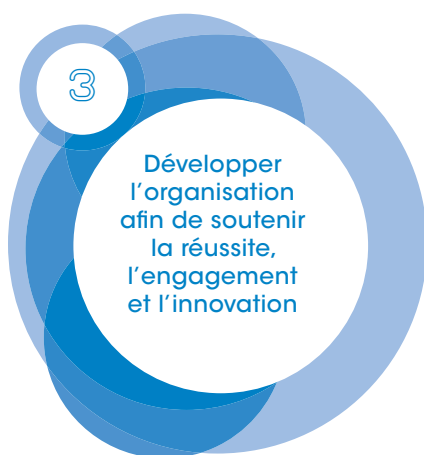 3
Développer
l’organisation
afin de soutenir
la réussite,
l’engagement
et l’innovation